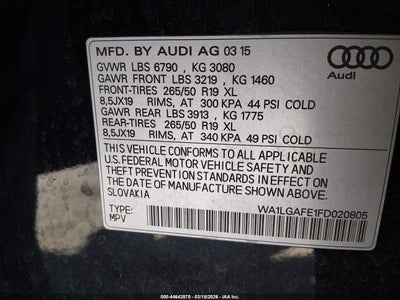 MFD. BY AUDI AG 03 15
GVWR LBS 6790 , KG 3080
GAWR FRONT LBS 3219 , KG 1460
FRONT-TIRES 265/50 R19 XL
8,5JX19 RIMS, AT 300 KPA 44 PSI COLD
GAWR REAR LBS 3913 , KG 1775
REAR-TIRES 265/50 R19 XL
8,5JX19 RIMS, AT 340 KPA 49 PSI COLD
THIS VEHICLE CONFORMS TO ALL APPLICABLE
U.S. FEDERAL MOTOR VEHICLE SAFETY AND
THEFT PREVENTION STANDARDS IN EFFECT ON
THE DATE OF MANUFACTURE SHOWN ABOVE.
SLOVAKIA
WA1LGAFE1FD020805
MPV
Audi
000-44642870 - 03/18/2026 - IAAI.COM